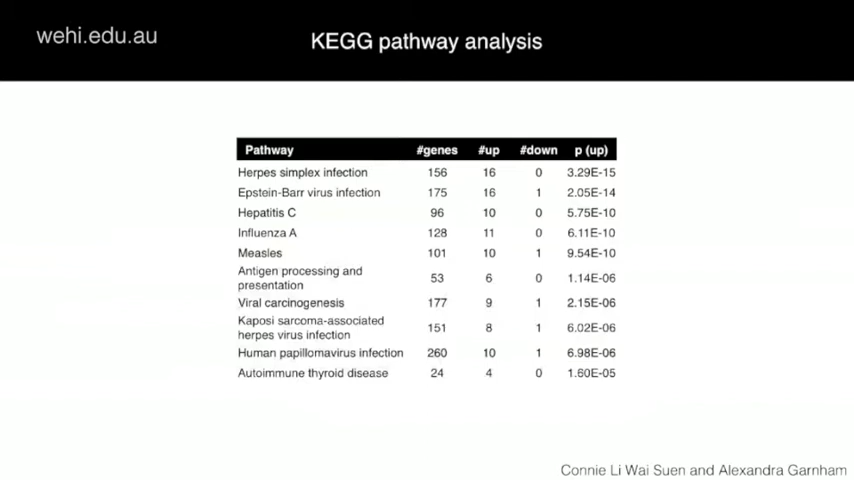 wehi.edu.au
KEGG pathway analysis
Pathway #genes #up #down p (up)
Herpes simplex infection 156 16 0 3.29E-15
Epstein-Barr virus infection 175 16 1 2.05E-14
Hepatitis C 96 10 0 5.75E-10
Influenza A 128 11 0 6.11E-10
Measles 101 10 1 9.54E-10
Antigen processing and
presentation 53 6 0 1.14E-06
Viral carcinogenesis 177 9 1 2.15E-06
Kaposi sarcoma-associated
herpes virus infection 151 8 1 6.02E-06
Human papillomavirus infection 260 10 1 6.98E-06
Autoimmune thyroid disease 24 4 0 1.60E-05
Connie Li Wai Suen and Alexandra Garnham